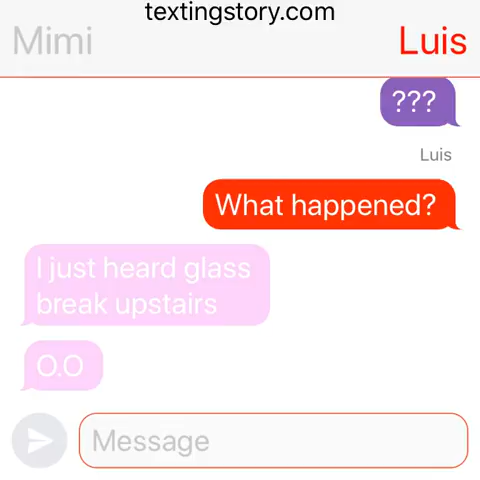 textingstory.com
Mimi
Luis
???
Luis
What happened?
I just heard glass
break upstairs
O.O
Message